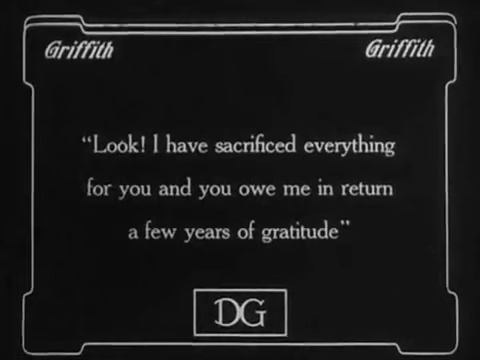 Griffith Griffith
“Look! I have sacrificed everything
for you and you owe me in return
a few years of gratitude”
DG